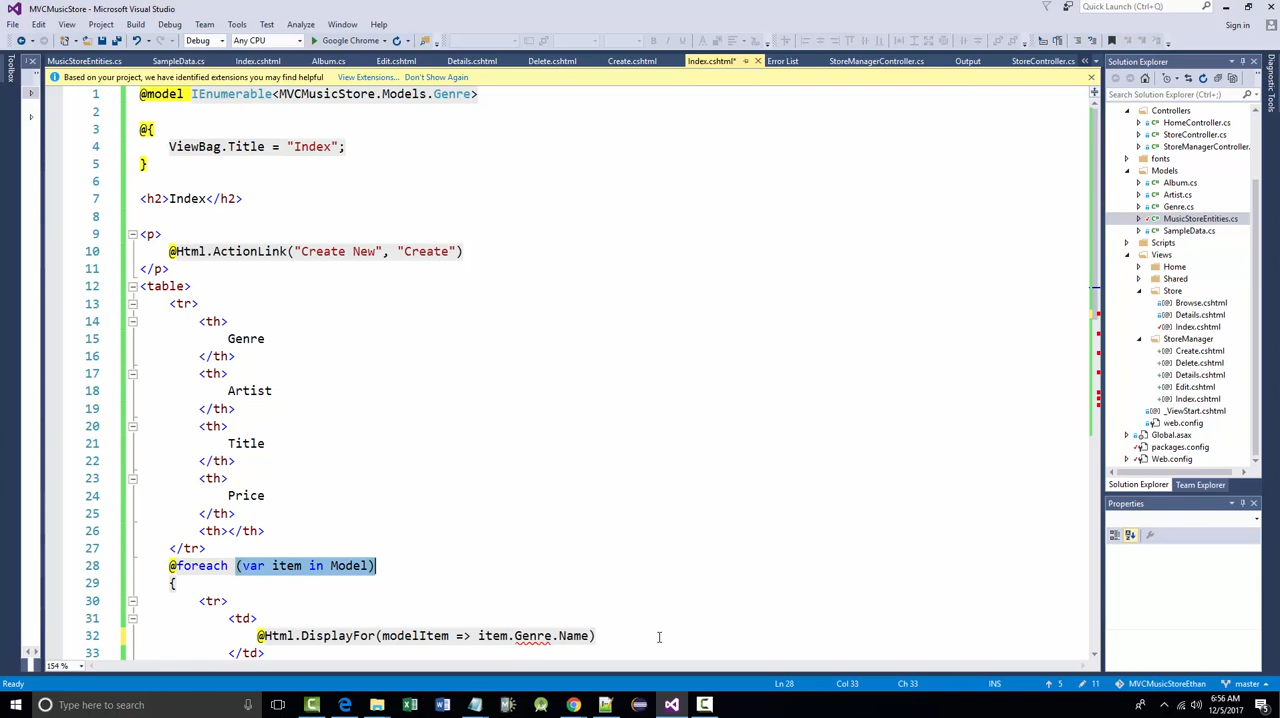 MVCMusicStore - Microsoft Visual Studio
Quick Launch (Ctrl+Q)
File Edit View Project Build Debug Team Tools Test Analyze Window Help
Sign in
Debug Any CPU Google Chrome
MusicStoreEntities.cs SampleData.cs Index.cshtml Album.cs Edit.cshtml Details.cshtml Delete.cshtml Create.cshtml Index.cshtml* Error List StoreManagerController.cs Output StoreController.cs
Toolbox
Based on your project, we have identified extensions you may find helpful View Extensions... Don't Show Again
1 @model IEnumerable<MVCMusicStore.Models.Genre>
2
3 @{
4 ViewBag.Title = "Index";
5 }
6
7 <h2>Index</h2>
8
9 <p>
10 @Html.ActionLink("Create New", "Create")
11 </p>
12 <table>
13 <tr>
14 <th>
15 Genre
16 </th>
17 <th>
18 Artist
19 </th>
20 <th>
21 Title
22 </th>
23 <th>
24 Price
25 </th>
26 <th></th>
27 </tr>
28 @foreach (var item in Model)
29 {
30 <tr>
31 <td>
32 @Html.DisplayFor(modelItem => item.Genre.Name)
33 </td>
154 %
Solution Explorer
Search Solution Explorer (Ctrl+;)
Controllers
HomeController.cs
StoreController.cs
StoreManagerController.
fonts
Models
Album.cs
Artist.cs
Genre.cs
MusicStoreEntities.cs
SampleData.cs
Scripts
Views
Home
Shared
Store
Browse.cshtml
Details.cshtml
Index.cshtml
StoreManager
Create.cshtml
Delete.cshtml
Details.cshtml
Edit.cshtml
Index.cshtml
_ViewStart.cshtml
web.config
Global.asax
packages.config
Web.config
Solution Explorer Team Explorer
Properties
Diagnostic Tools
Ready Ln 28 Col 33 Ch 33 INS 5 11 MVCMusicStoreEthan master
Type here to search
6:56 AM
12/5/2017